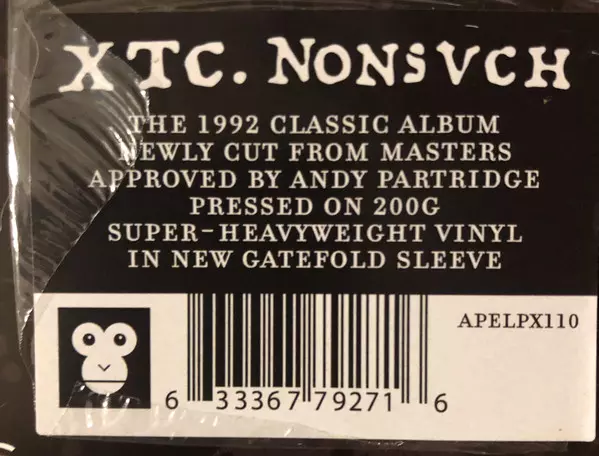 XTC. NONSVCH
THE 1992 CLASSIC ALBUM
NEWLY CUT FROM MASTERS
APPROVED BY ANDY PARTRIDGE
PRESSED ON 200G
SUPER-HEAVYWEIGHT VINYL
IN NEW GATEFOLD SLEEVE
APELPX110
6 33367 79271 6